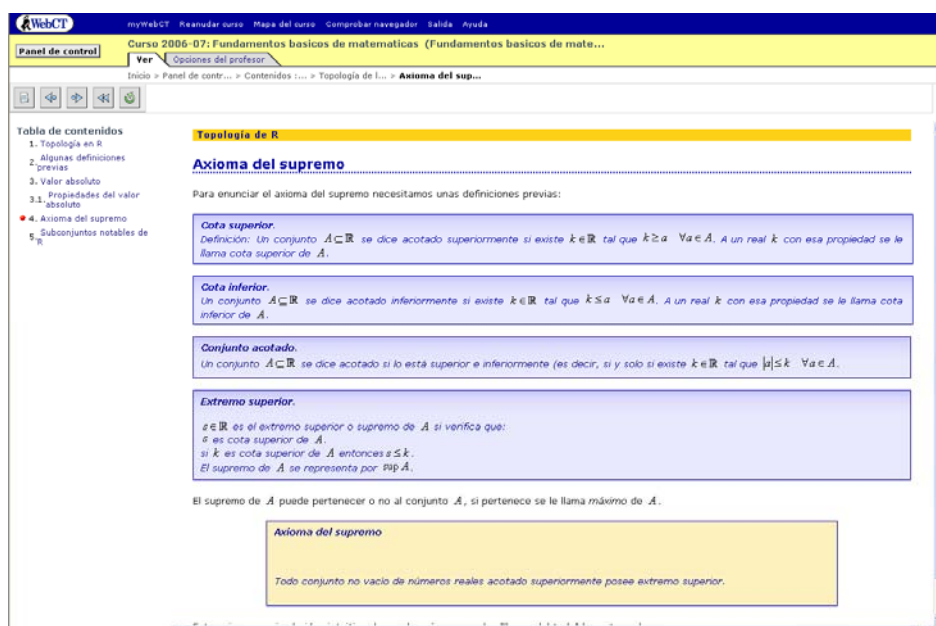 WebCT
myWebCT Reanudar curso Mapa del curso Comprobar navegador Salida Ayuda
Panel de control
Curso 2006-07: Fundamentos basicos de matematicas (Fundamentos basicos de mate...
Ver Opciones del profesor
Inicio > Panel de contr... > Contenidos :... > Topología de l... > Axioma del sup...
Tabla de contenidos
1. Topología en R
2. Algunas definiciones
previas
3. Valor absoluto
3.1. Propiedades del valor
absoluto
4. Axioma del supremo
5. Subconjuntos notables de
R
Topología de R
Axioma del supremo
Para enunciar el axioma del supremo necesitamos unas definiciones previas:
Cota superior.
Definición: Un conjunto A⊆ℝ se dice acotado superiormente si existe k∈ℝ tal que k≥a ∀a∈A. A un real k con esa propiedad se le
llama cota superior de A.
Cota inferior.
Un conjunto A⊆ℝ se dice acotado inferiormente si existe k∈ℝ tal que k≤a ∀a∈A. A un real k con esa propiedad se le llama cota
inferior de A.
Conjunto acotado.
Un conjunto A⊆ℝ se dice acotado si lo está superior e inferiormente (es decir, si y solo si existe k∈ℝ tal que |a|≤k ∀a∈A.
Extremo superior.
s∈ℝ es el extremo superior o supremo de A si verifica que:
s es cota superior de A.
si k es cota superior de A entonces s≤k.
El supremo de A se representa por sup A.
El supremo de A puede pertenecer o no al conjunto A, si pertenece se le llama máximo de A.
Axioma del supremo
Todo conjunto no vacío de números reales acotado superiormente posee extremo superior.